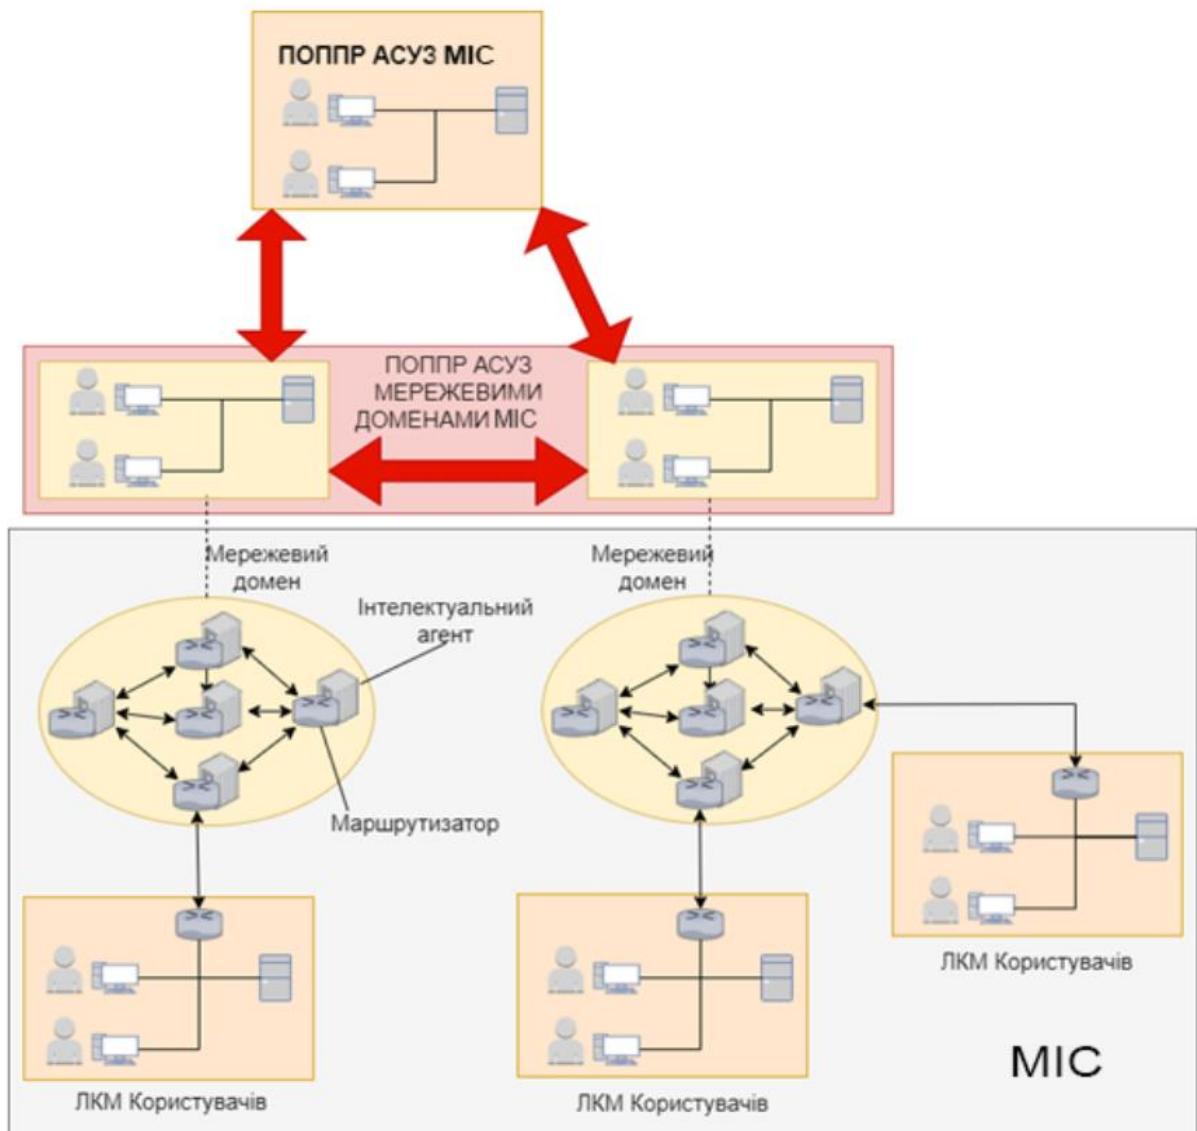 ПОППР АСУЗ МІС
ПОППР АСУЗ
МЕРЕЖЕВИМИ
ДОМЕНАМИ МІС
Мережевий
домен
Мережевий
домен
Інтелектуальний
агент
Маршрутизатор
ЛКМ Користувачів
ЛКМ Користувачів
ЛКМ Користувачів
МІС